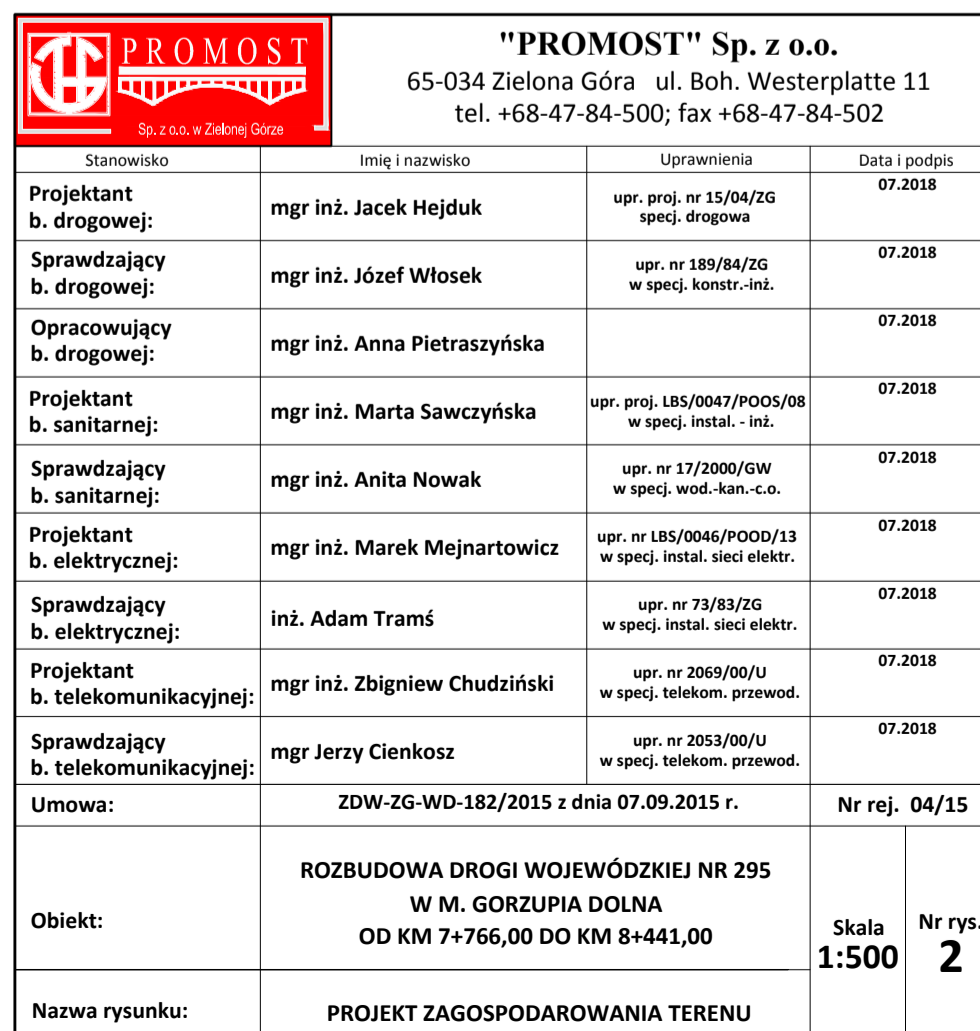 PROMOST
Sp. z o.o. w Zielonej Górze
"PROMOST" Sp. z o.o.
65-034 Zielona Góra ul. Boh. Westerplatte 11
tel. +68-47-84-500; fax +68-47-84-502
Stanowisko Imię i nazwisko Uprawnienia Data i podpis
Projektant
b. drogowej:
mgr inż. Jacek Hejduk
upr. proj. nr 15/04/ZG
specj. drogowa
07.2018
Sprawdzający
b. drogowej:
mgr inż. Józef Włosek
upr. nr 189/84/ZG
w specj. konstr.-inż.
07.2018
Opracowujący
b. drogowej:
mgr inż. Anna Pietraszyńska
07.2018
Projektant
b. sanitarnej:
mgr inż. Marta Sawczyńska
upr. proj. LBS/0047/POOS/08
w specj. instal. - inż.
07.2018
Sprawdzający
b. sanitarnej:
mgr inż. Anita Nowak
upr. nr 17/2000/GW
w specj. wod.-kan.-c.o.
07.2018
Projektant
b. elektrycznej:
mgr inż. Marek Mejnartowicz
upr. nr LBS/0046/POOD/13
w specj. instal. sieci elektr.
07.2018
Sprawdzający
b. elektrycznej:
inż. Adam Tramś
upr. nr 73/83/ZG
w specj. instal. sieci elektr.
07.2018
Projektant
b. telekomunikacyjnej:
mgr inż. Zbigniew Chudziński
upr. nr 2069/00/U
w specj. telekom. przewod.
07.2018
Sprawdzający
b. telekomunikacyjnej:
mgr Jerzy Cienkosz
upr. nr 2053/00/U
w specj. telekom. przewod.
07.2018
Umowa: ZDW-ZG-WD-182/2015 z dnia 07.09.2015 r. Nr rej. 04/15
Obiekt:
ROZBUDOWA DROGI WOJEWÓDZKIEJ NR 295
W M. GORZUPIA DOLNA
OD KM 7+766,00 DO KM 8+441,00
Skala
1:500
Nr rys.
2
Nazwa rysunku: PROJEKT ZAGOSPODAROWANIA TERENU